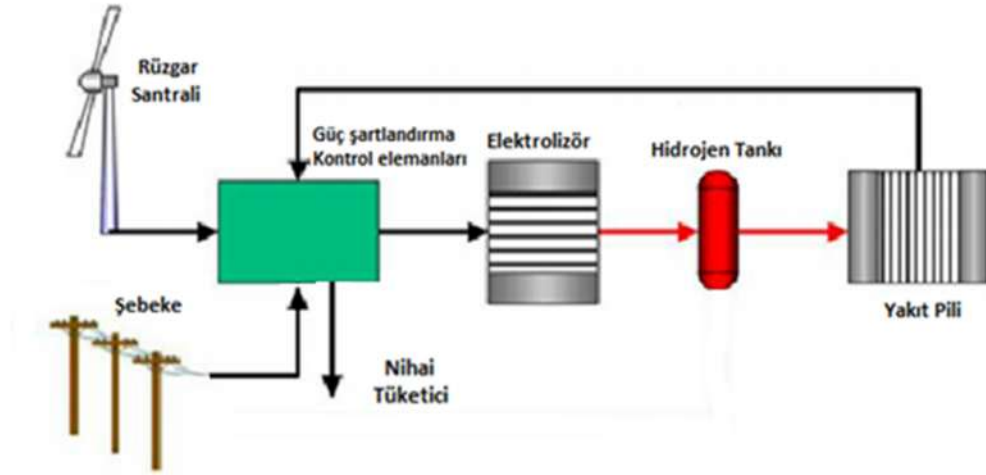 Rüzgar
Santrali
Güç şartlandırma
Kontrol elemanları
Elektrolizör
Hidrojen Tankı
Şebeke
Nihai
Tüketici
Yakıt Pili